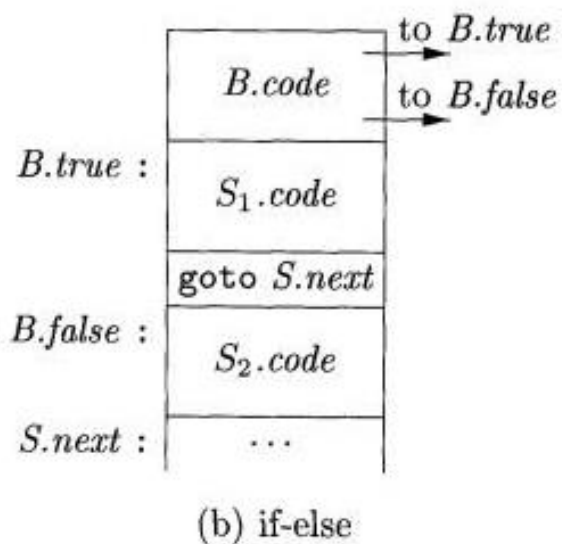 to B.true
B.code
to B.false
B.true :
S₁.code
goto S.next
B.false :
S₂.code
S.next : ...
(b) if-else